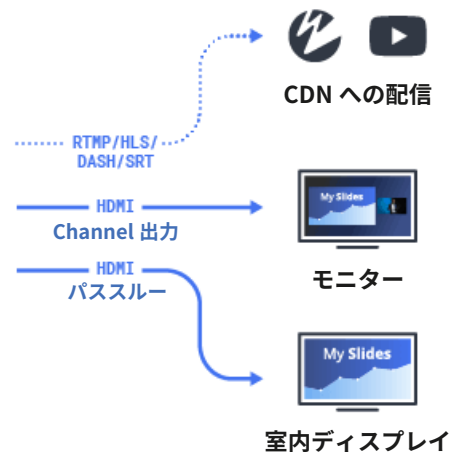 CDN への配信
RTMP/HLS/
DASH/SRT
My Slides
HDMI
Channel 出力
HDMI
パススルー
モニター
My Slides
室内ディスプレイ